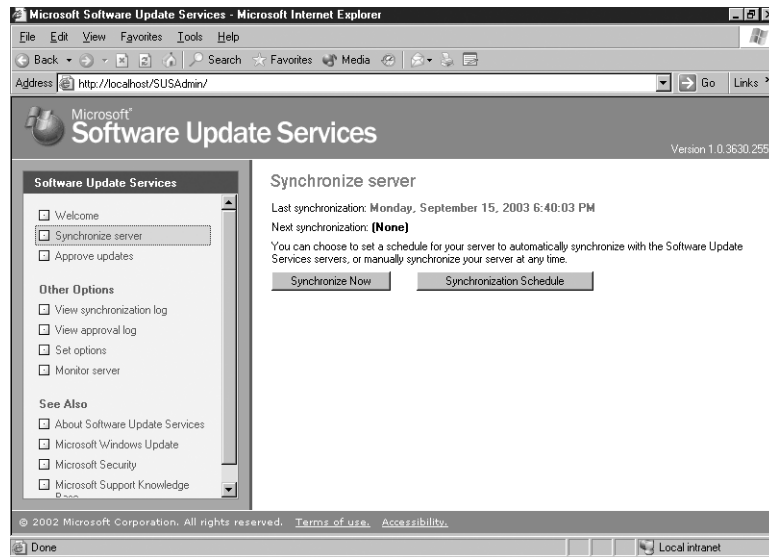 Microsoft Software Update Services - Microsoft Internet Explorer
File Edit View Favorites Tools Help
Back Search Favorites Media
Address http://localhost/SUSAdmin/ Go Links
Microsoft®
Software Update Services
Version 1.0.3630.255
Software Update Services
Welcome
Synchronize server
Approve updates
Other Options
View synchronization log
View approval log
Set options
Monitor server
See Also
About Software Update Services
Microsoft Windows Update
Microsoft Security
Microsoft Support Knowledge
Synchronize server
Last synchronization: Monday, September 15, 2003 6:40:03 PM
Next synchronization: (None)
You can choose to set a schedule for your server to automatically synchronize with the Software Update
Services servers, or manually synchronize your server at any time.
Synchronize Now Synchronization Schedule
© 2002 Microsoft Corporation. All rights reserved. Terms of use. Accessibility.
Done Local intranet